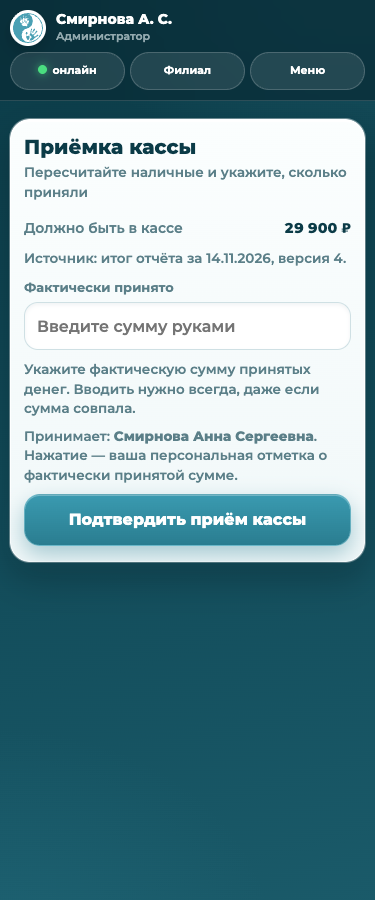 Смирнова А. С.
Администратор
онлайн
Филиал
Меню
Приёмка кассы
Пересчитайте наличные и укажите, сколько
приняли
Должно быть в кассе
29 900 ₽
Источник: итог отчёта за 14.11.2026, версия 4.
Фактически принято
Введите сумму руками
Укажите фактическую сумму принятых
денег. Вводить нужно всегда, даже если
сумма совпала.
Принимает: Смирнова Анна Сергеевна.
Нажатие — ваша персональная отметка о
фактически принятой сумме.
Подтвердить приём кассы